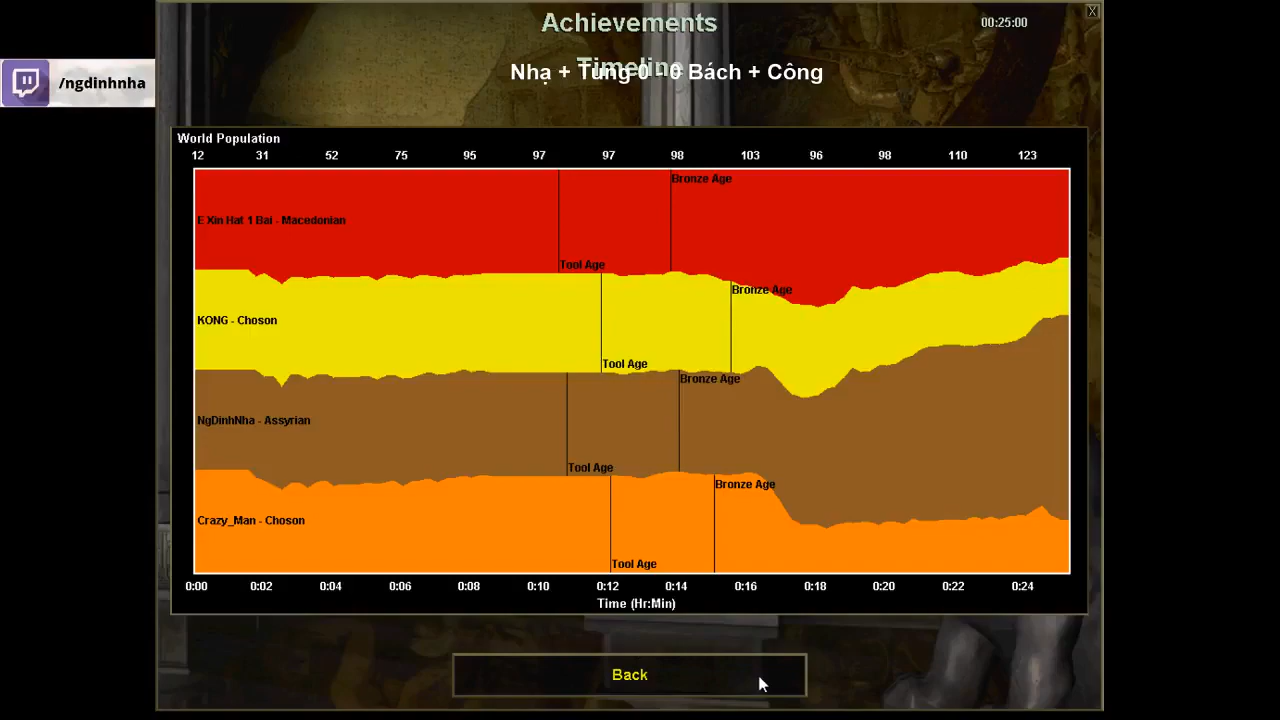 Achievements
00:25:00
X
/ngdinhnha
Timeline
Nhạ + Tùng 0 - 0 Bách + Công
World Population
12 31 52 75 95 97 97 98 103 96 98 110 123
Bronze Age
E Xin Hat 1 Bai - Macedonian
Tool Age
Bronze Age
KONG - Choson
Tool Age
Bronze Age
NgDinhNha - Assyrian
Tool Age
Bronze Age
Crazy_Man - Choson
Tool Age
0:00 0:02 0:04 0:06 0:08 0:10 0:12 0:14 0:16 0:18 0:20 0:22 0:24
Time (Hr:Min)
Back